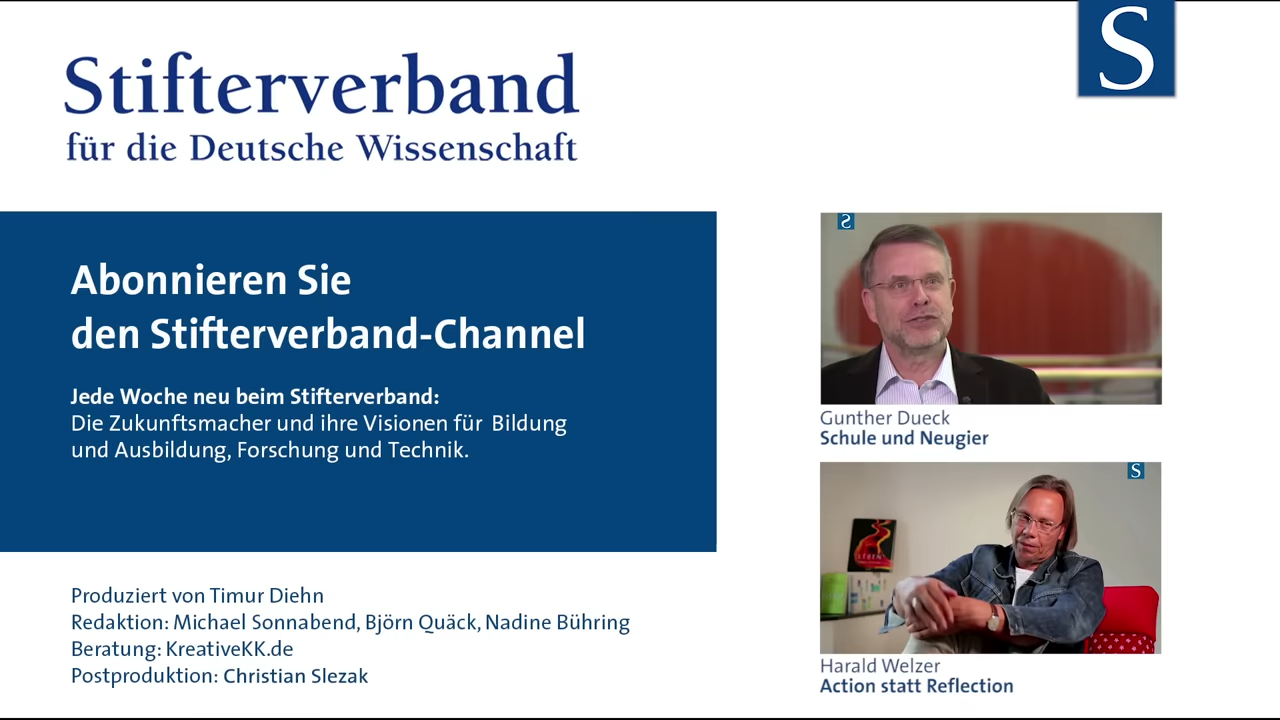 Stifterverband
für die Deutsche Wissenschaft
S
Abonnieren Sie
den Stifterverband-Channel
Jede Woche neu beim Stifterverband:
Die Zukunftsmacher und ihre Visionen für Bildung
und Ausbildung, Forschung und Technik.
Produziert von Timur Diehn
Redaktion: Michael Sonnabend, Björn Quäck, Nadine Bühring
Beratung: KreativeKK.de
Postproduktion: Christian Slezak
S
Gunther Dueck
Schule und Neugier
S
LEBEN
Harald Welzer
Action statt Reflection